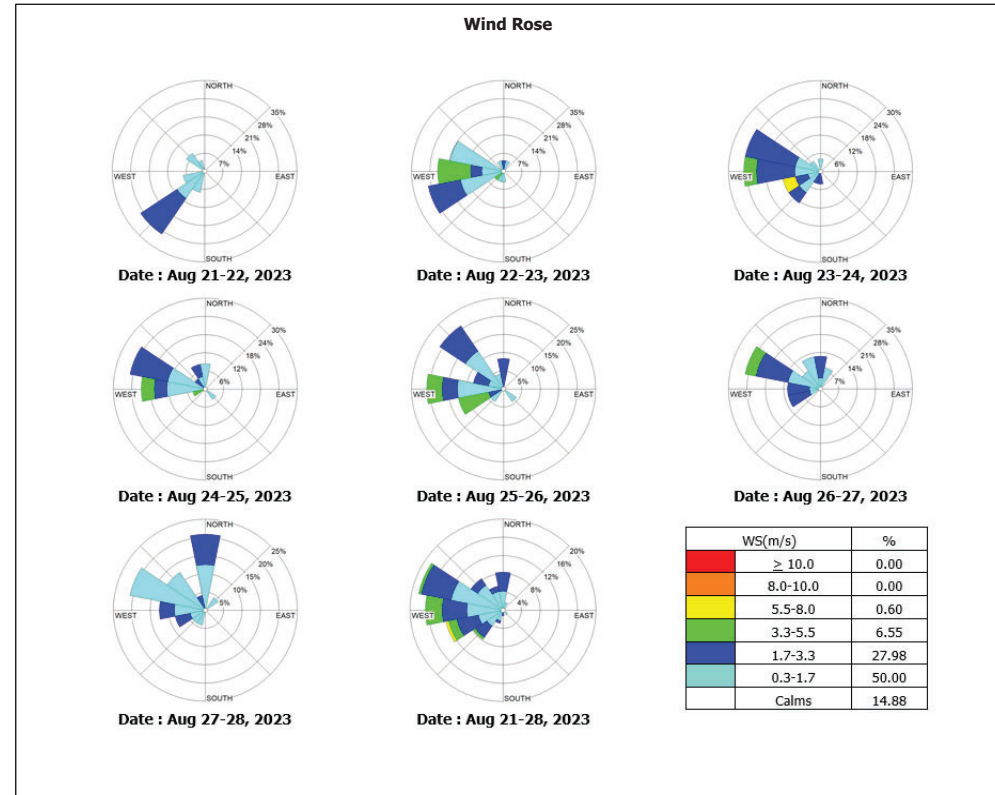 Wind Rose
NORTH
35%
28%
21%
14%
7%
WEST
EAST
SOUTH
Date : Aug 21-22, 2023
NORTH
35%
28%
21%
14%
7%
WEST
EAST
SOUTH
Date : Aug 22-23, 2023
NORTH
30%
24%
18%
12%
6%
WEST
EAST
SOUTH
Date : Aug 23-24, 2023
NORTH
30%
24%
18%
12%
6%
WEST
EAST
SOUTH
Date : Aug 24-25, 2023
NORTH
25%
20%
15%
10%
5%
WEST
EAST
SOUTH
Date : Aug 25-26, 2023
NORTH
35%
28%
21%
14%
7%
WEST
EAST
SOUTH
Date : Aug 26-27, 2023
NORTH
25%
20%
15%
10%
5%
WEST
EAST
SOUTH
Date : Aug 27-28, 2023
NORTH
20%
16%
12%
8%
4%
WEST
EAST
SOUTH
Date : Aug 21-28, 2023
WS(m/s) %
≥ 10.0 0.00
8.0-10.0 0.00
5.5-8.0 0.60
3.3-5.5 6.55
1.7-3.3 27.98
0.3-1.7 50.00
Calms 14.88